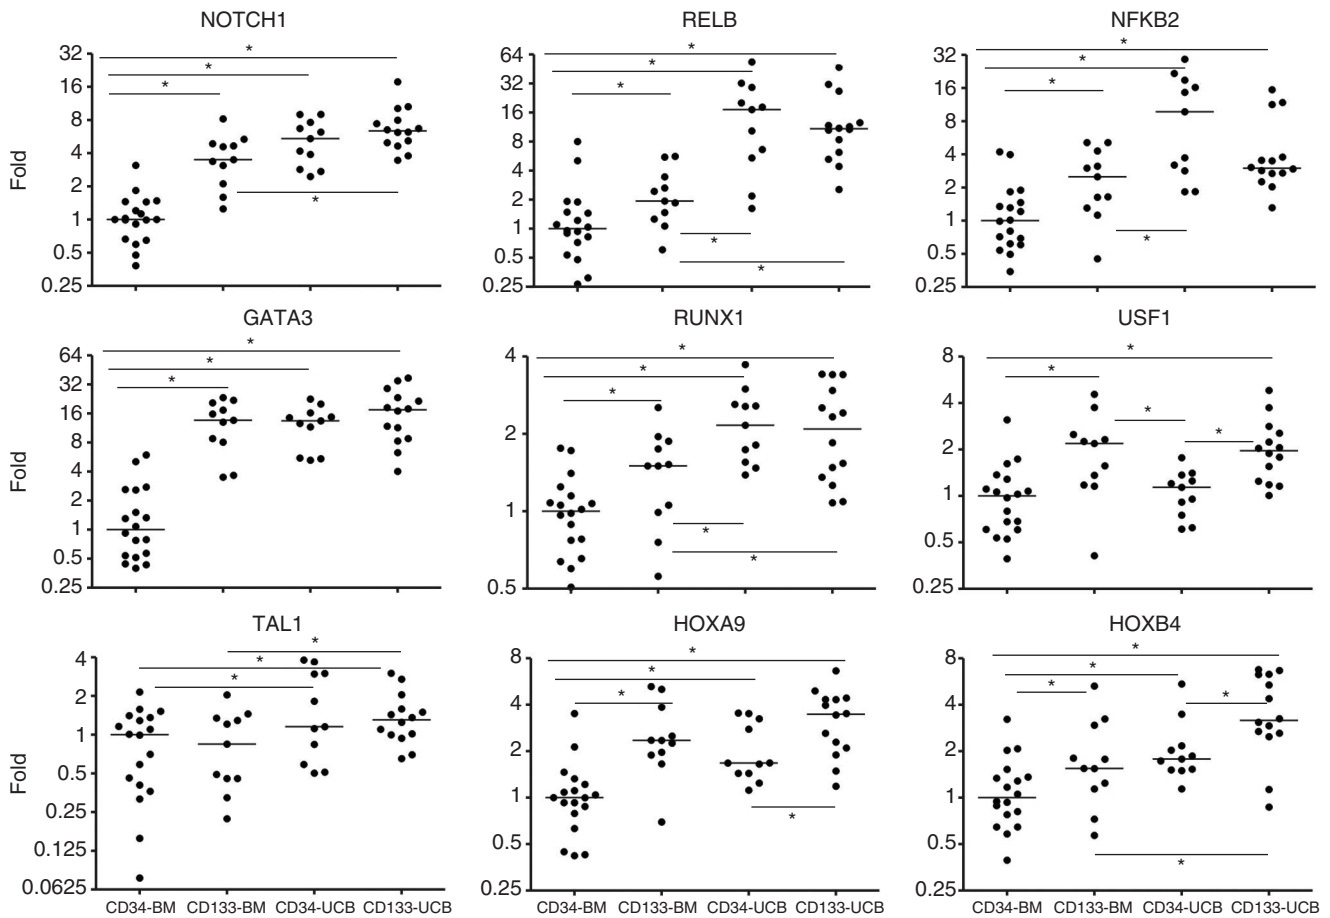 NOTCH1
Fold
32
16
8
4
2
1
0.5
0.25
* * * *
RELB
64
32
16
8
4
2
1
0.5
0.25
* * * * *
NFKB2
32
16
8
4
2
1
0.5
0.25
* * * *
GATA3
Fold
64
32
16
8
4
2
1
0.5
0.25
* * *
RUNX1
4
2
1
0.5
* * * * *
USF1
8
4
2
1
0.5
0.25
* * * *
TAL1
Fold
4
2
1
0.5
0.25
0.125
0.0625
* * *
CD34-BM CD133-BM CD34-UCB CD133-UCB
HOXA9
8
4
2
1
0.5
0.25
* * * *
CD34-BM CD133-BM CD34-UCB CD133-UCB
HOXB4
8
4
2
1
0.5
0.25
* * * * *
CD34-BM CD133-BM CD34-UCB CD133-UCB